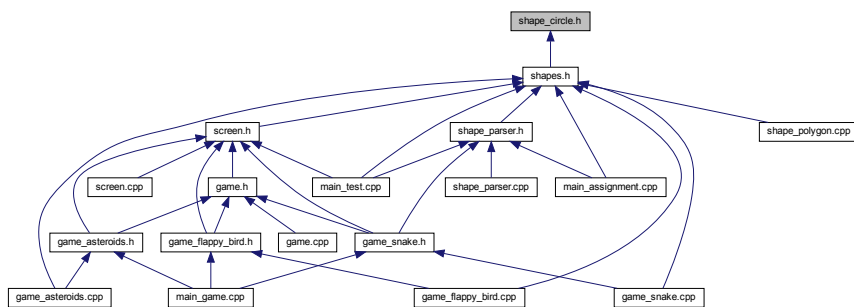 shape_circle.h
shapes.h
screen.h
shape_parser.h
shape_polygon.cpp
screen.cpp
game.h
main_test.cpp
shape_parser.cpp
main_assignment.cpp
game_asteroids.h
game_flappy_bird.h
game.cpp
game_snake.h
game_asteroids.cpp
main_game.cpp
game_flappy_bird.cpp
game_snake.cpp